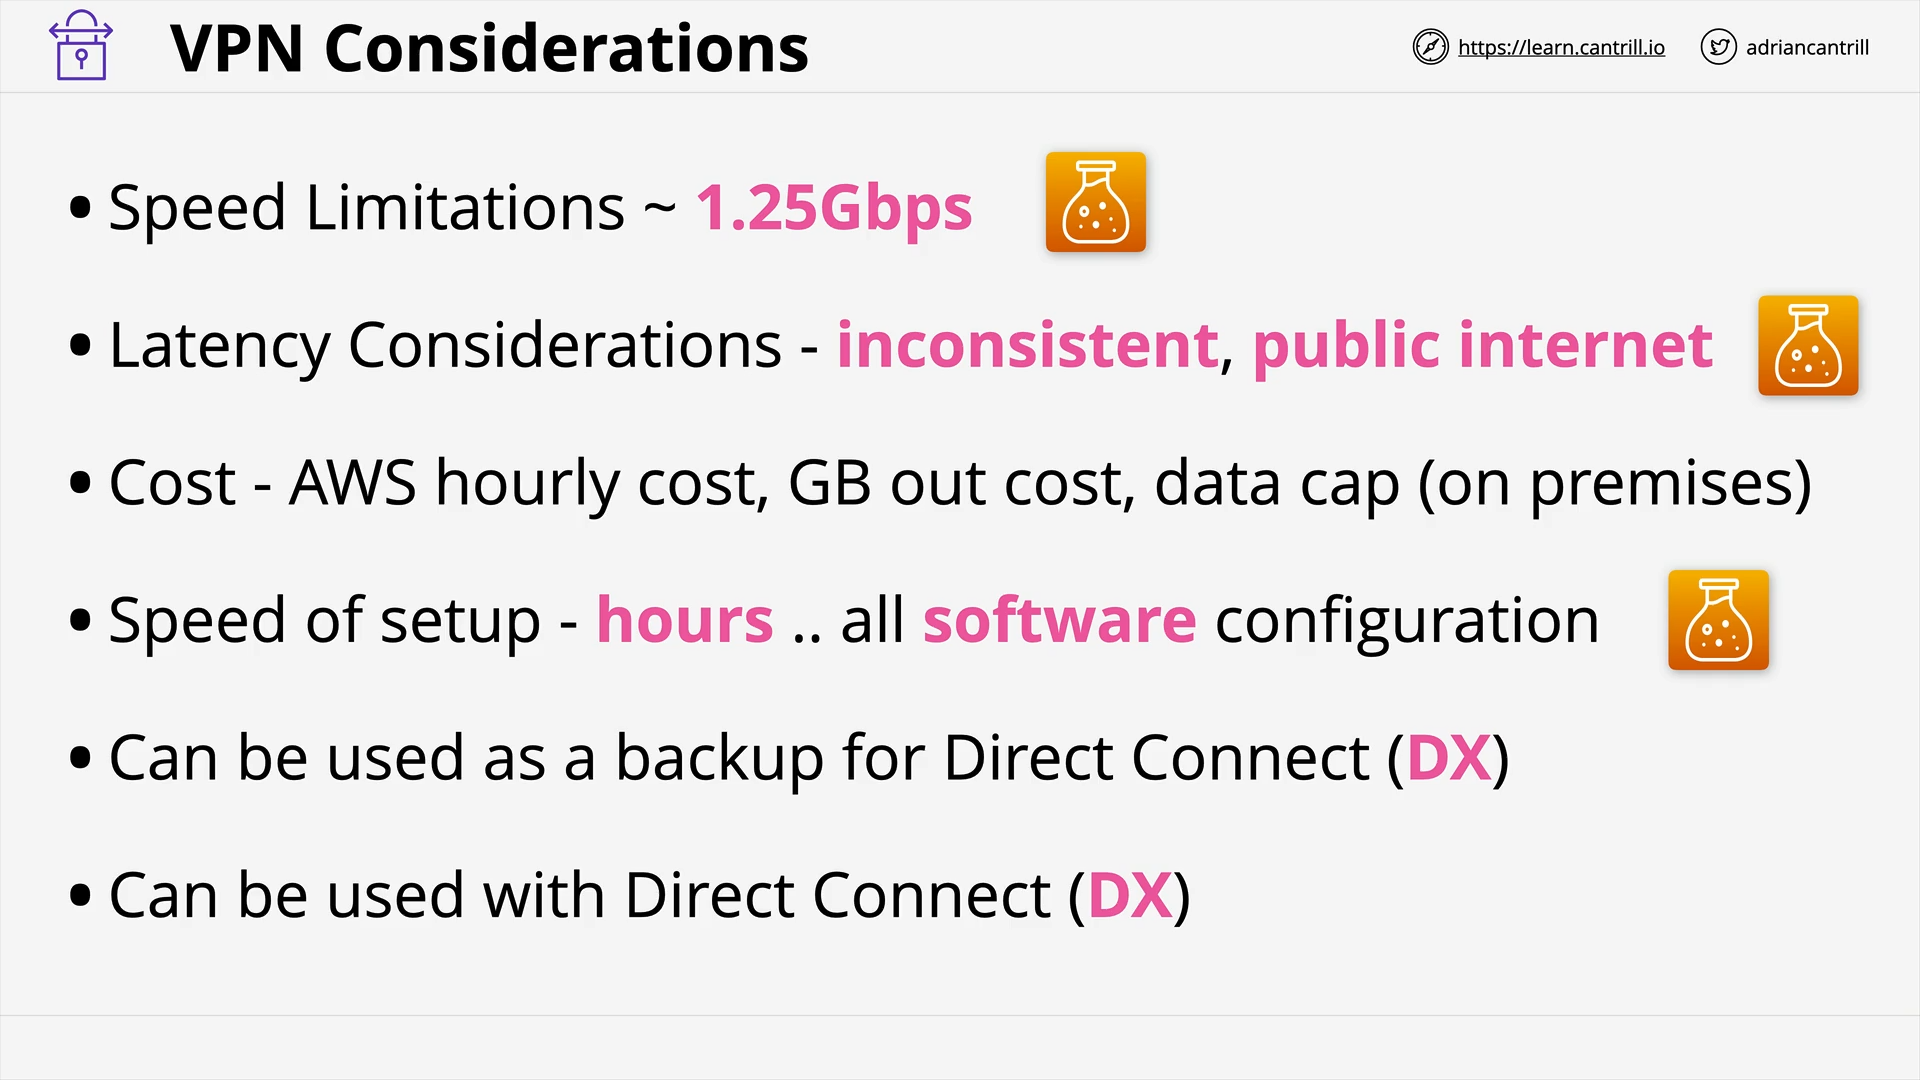 VPN Considerations
https://learn.cantrill.io
adriancantrill
• Speed Limitations ~ 1.25Gbps
• Latency Considerations - inconsistent, public internet
• Cost - AWS hourly cost, GB out cost, data cap (on premises)
• Speed of setup - hours .. all software configuration
• Can be used as a backup for Direct Connect (DX)
• Can be used with Direct Connect (DX)